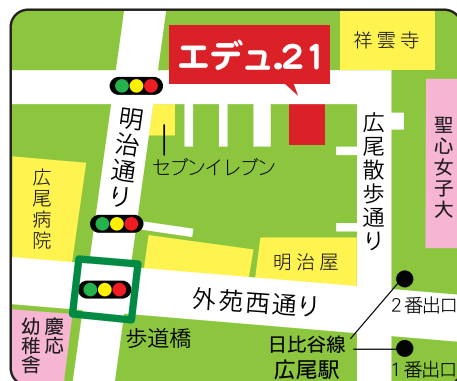 祥雲寺
エデュ.21
明治通り
セブンイレブン
広尾散歩通り
聖心女子大
広尾病院
明治屋
外苑西通り
2番出口
歩道橋
慶応
幼稚舎
日比谷線
広尾駅
1番出口